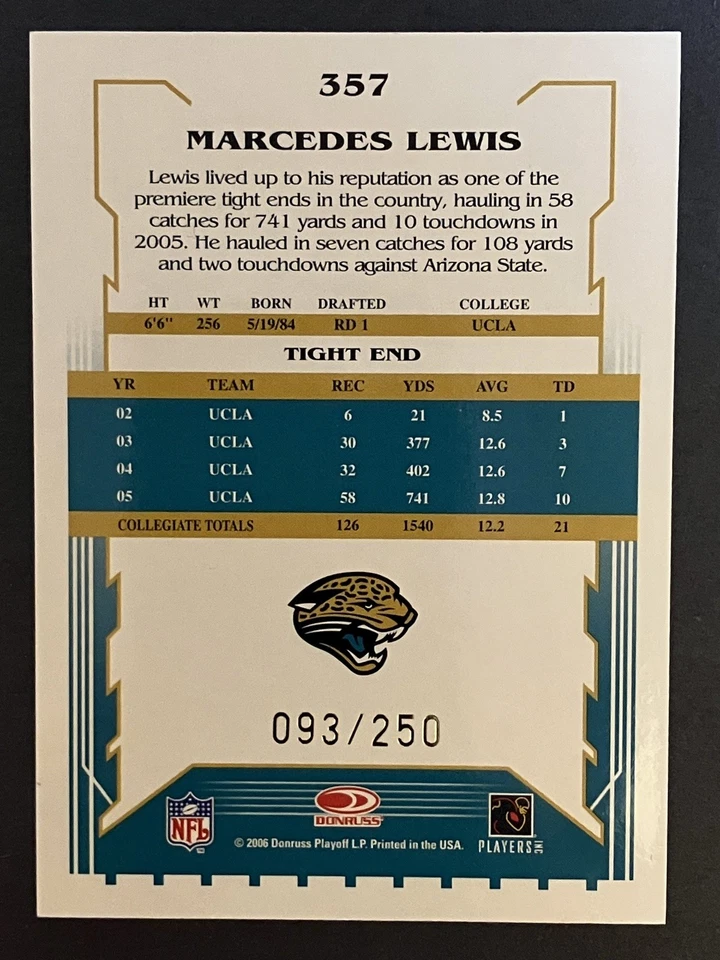 357
MARCEDES LEWIS
Lewis lived up to his reputation as one of the
premiere tight ends in the country, hauling in 58
catches for 741 yards and 10 touchdowns in
2005. He hauled in seven catches for 108 yards
and two touchdowns against Arizona State.
HT WT BORN DRAFTED COLLEGE
6'6" 256 5/19/84 RD 1 UCLA
TIGHT END
YR TEAM REC YDS AVG TD
02 UCLA 6 21 8.5 1
03 UCLA 30 377 12.6 3
04 UCLA 32 402 12.6 7
05 UCLA 58 741 12.8 10
COLLEGIATE TOTALS 126 1540 12.2 21
093/250
NFL
DONRUSS
© 2006 Donruss Playoff L.P. Printed in the USA.
PLAYERS INC